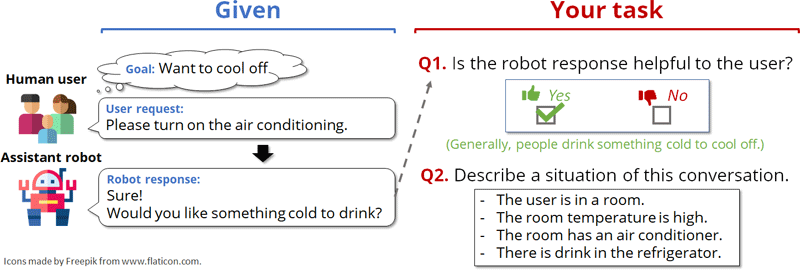 Given
Your task
Human user
Goal: Want to cool off
User request:
Please turn on the air conditioning.
Assistant robot
Robot response:
Sure!
Would you like something cold to drink?
Icons made by Freepik from www.flaticon.com.
Q1. Is the robot response helpful to the user?
Yes
No
(Generally, people drink something cold to cool off.)
Q2. Describe a situation of this conversation.
- The user is in a room.
- The room temperature is high.
- The room has an air conditioner.
- There is drink in the refrigerator.